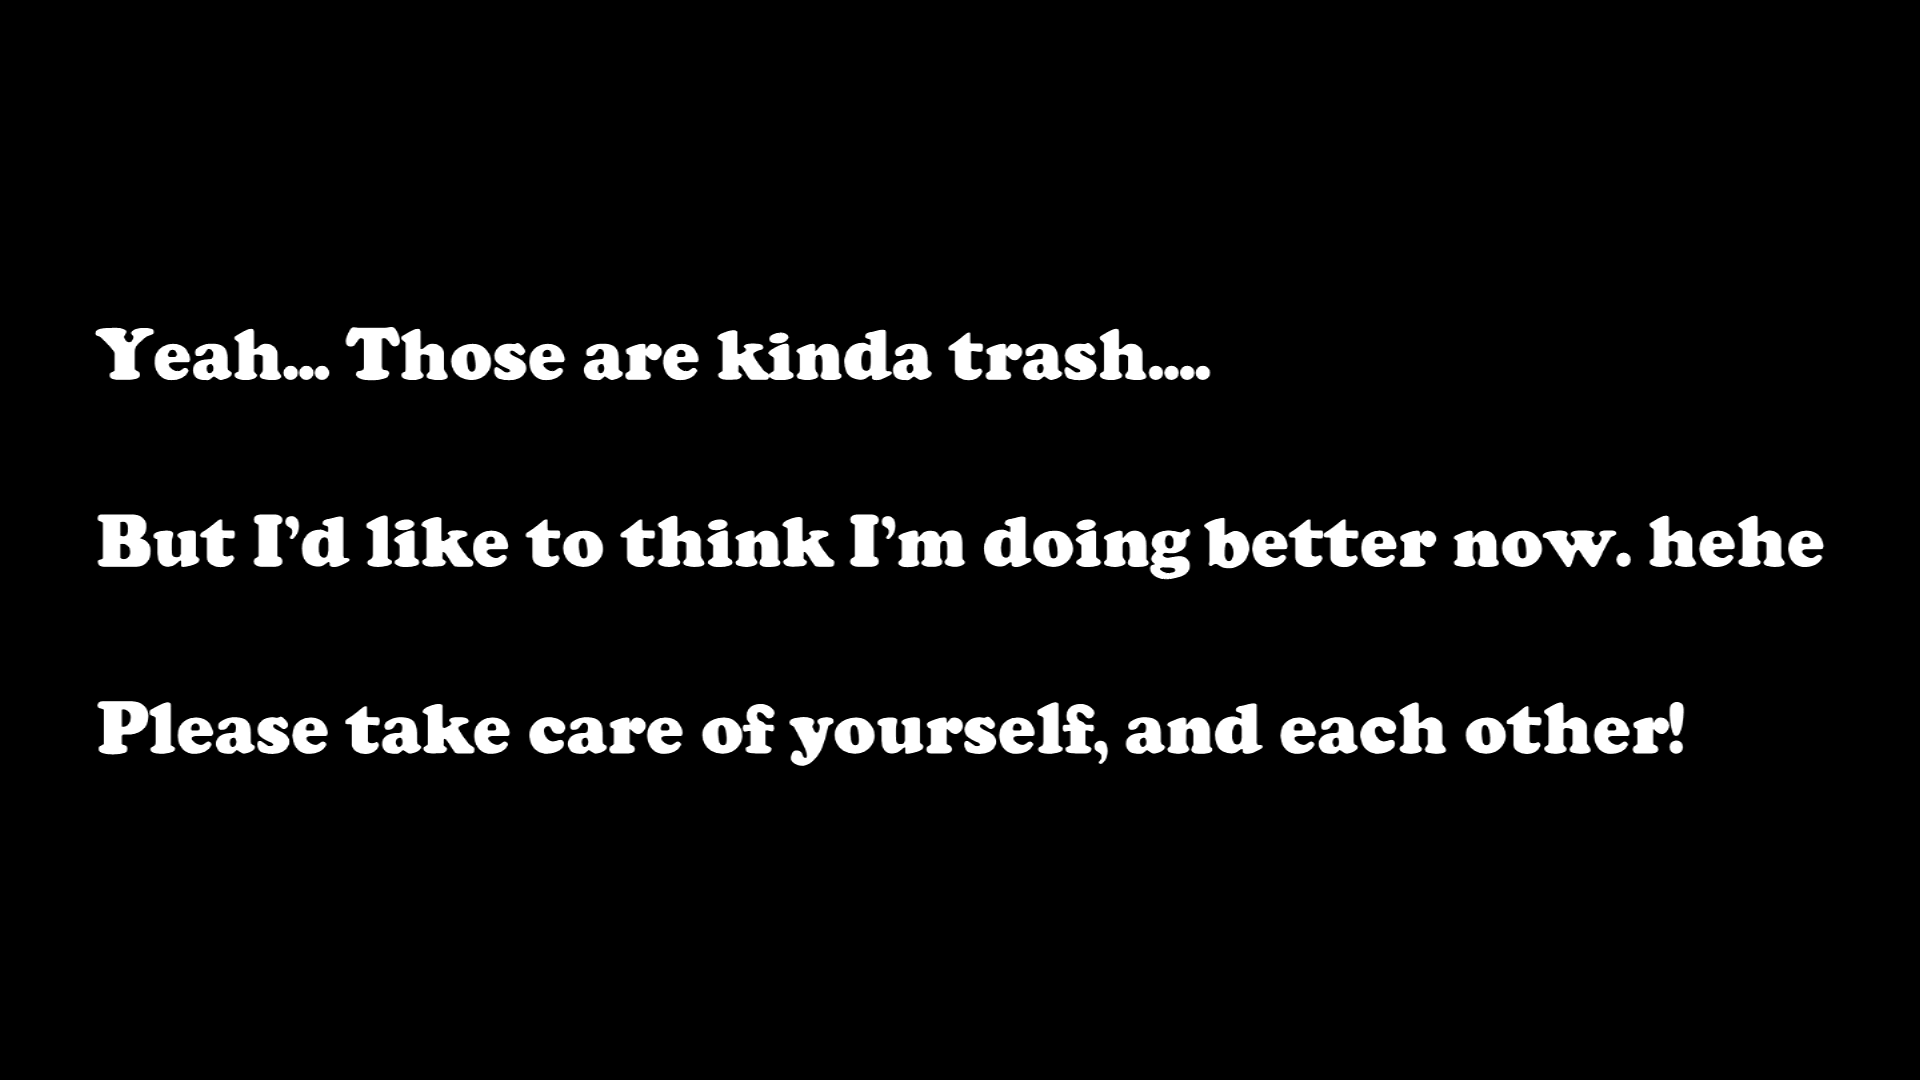 Yeah... Those are kinda trash....
But I’d like to think I’m doing better now. hehe
Please take care of yourself, and each other!